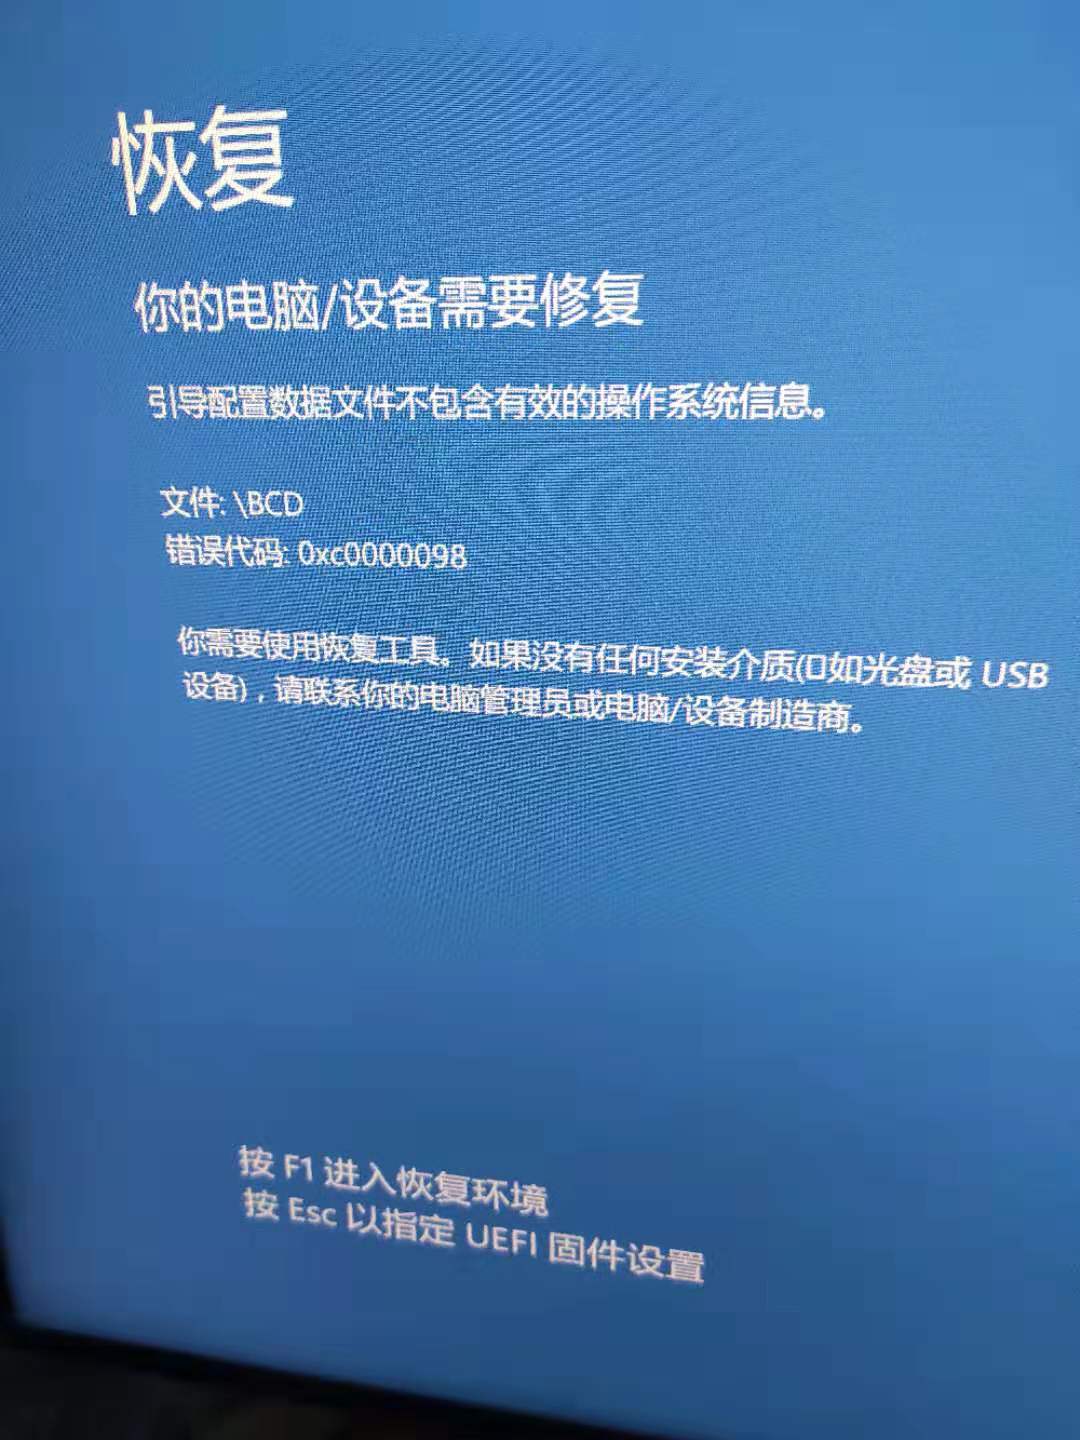 恢复
你的电脑/设备需要修复
引导配置数据文件不包含有效的操作系统信息。
文件: \BCD
错误代码: 0xc0000098
你需要使用恢复工具。如果没有任何安装介质(□如光盘或 USB
设备)，请联系你的电脑管理员或电脑/设备制造商。
按 F1 进入恢复环境
按 Esc 以指定 UEFI 固件设置